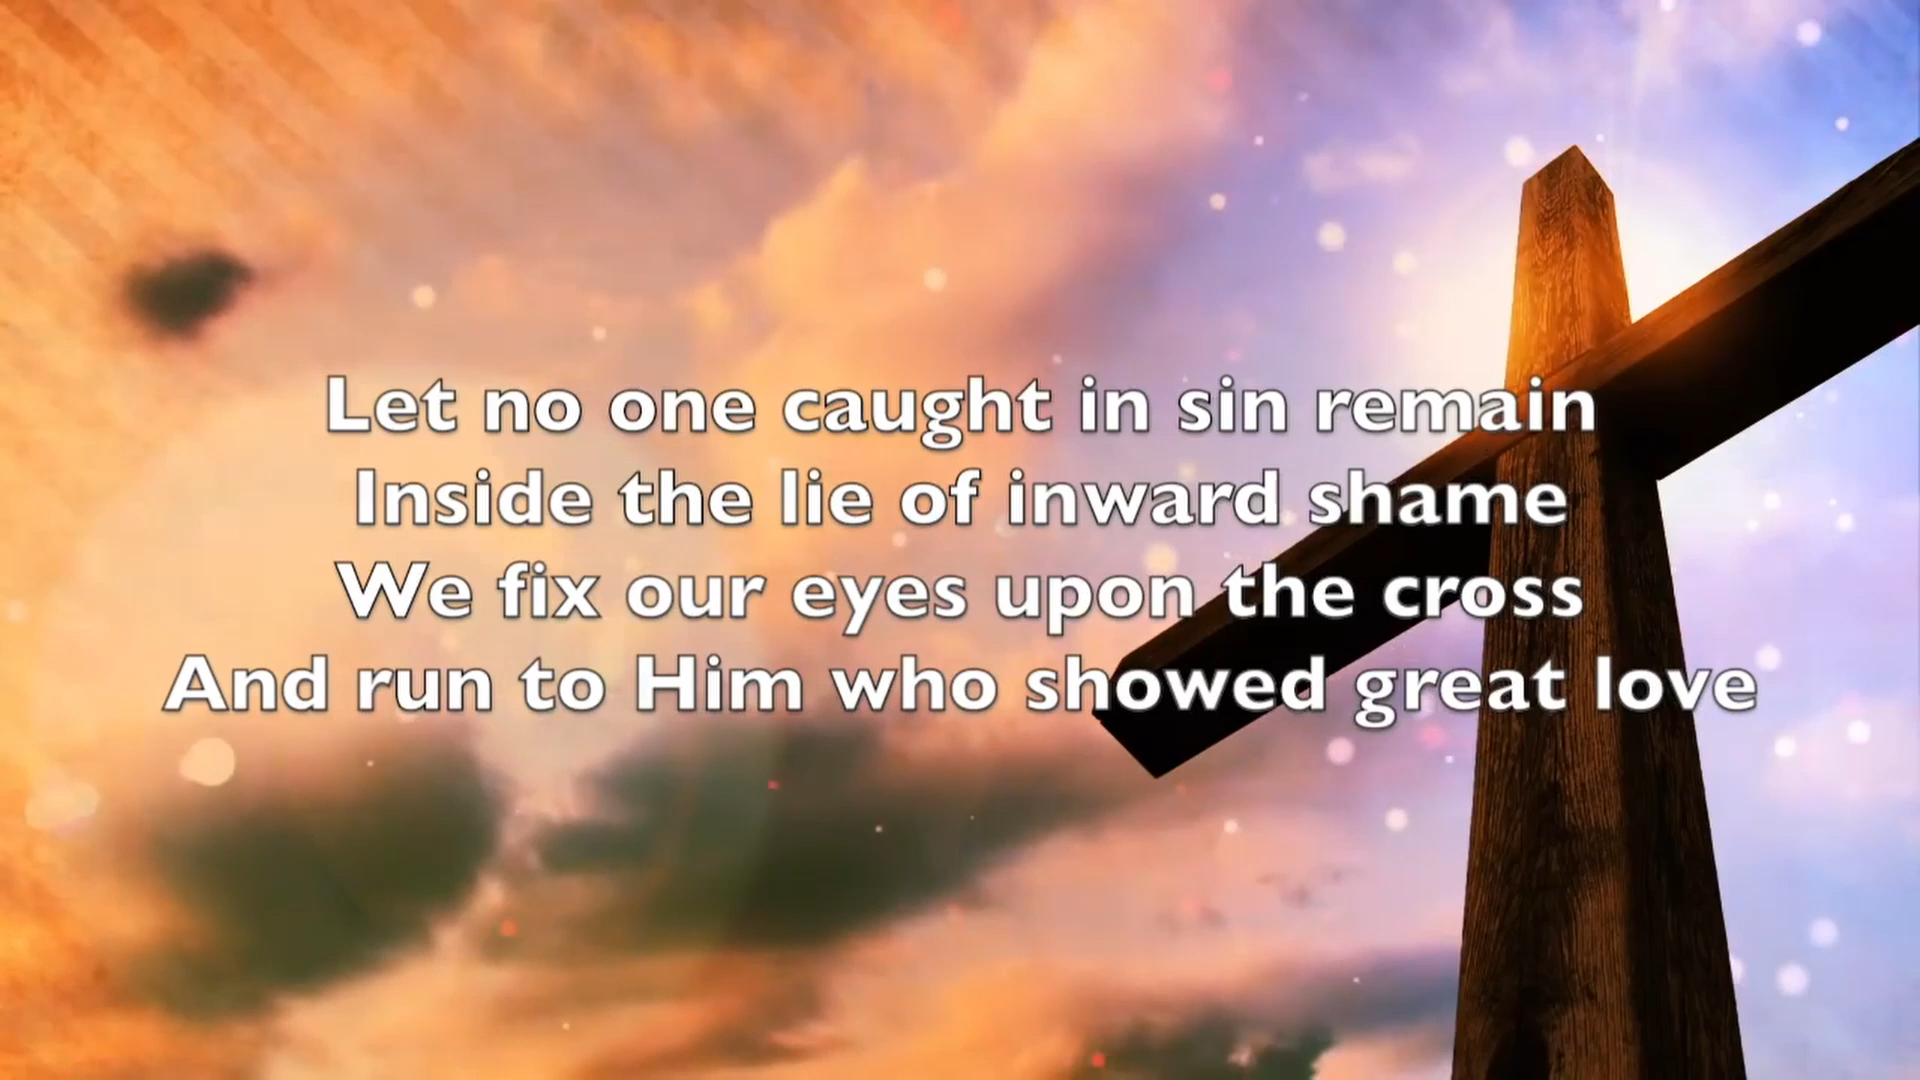 Let no one caught in sin remain
Inside the lie of inward shame
We fix our eyes upon the cross
And run to Him who showed great love